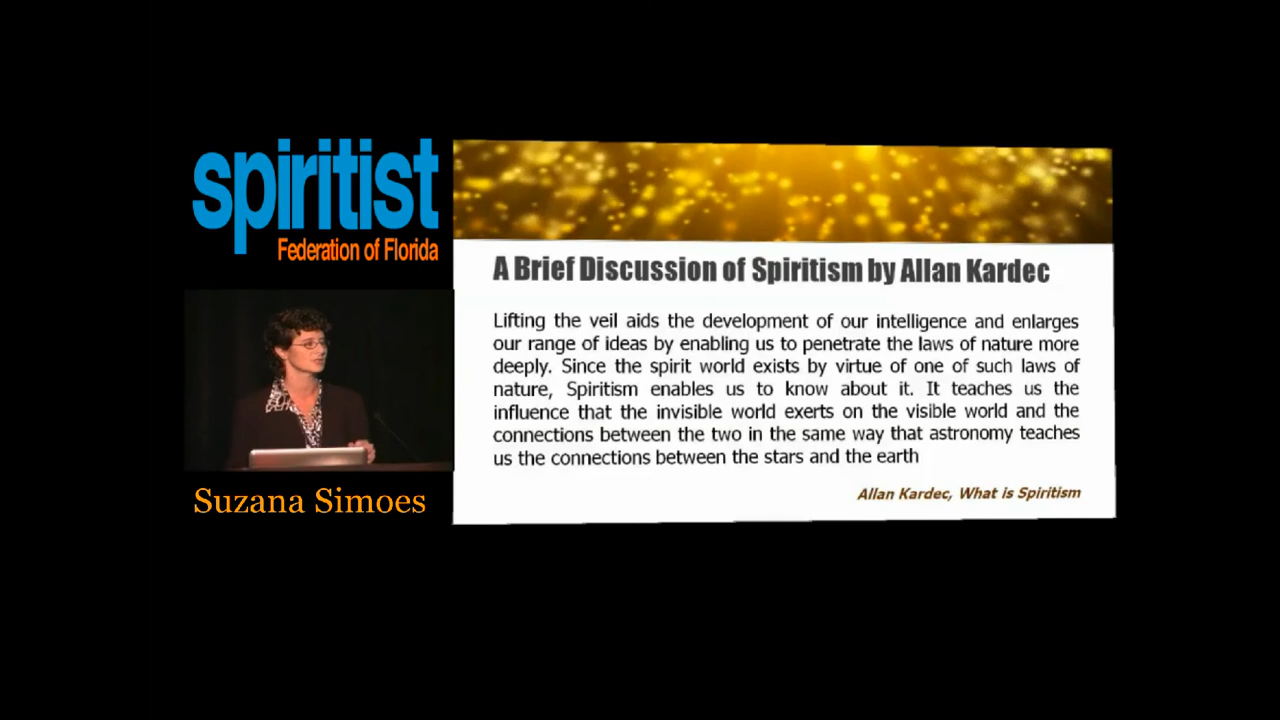 spiritist
Federation of Florida
Suzana Simoes
A Brief Discussion of Spiritism by Allan Kardec
Lifting the veil aids the development of our intelligence and enlarges
our range of ideas by enabling us to penetrate the laws of nature more
deeply. Since the spirit world exists by virtue of one of such laws of
nature, Spiritism enables us to know about it. It teaches us the
influence that the invisible world exerts on the visible world and the
connections between the two in the same way that astronomy teaches
us the connections between the stars and the earth
Allan Kardec, What is Spiritism